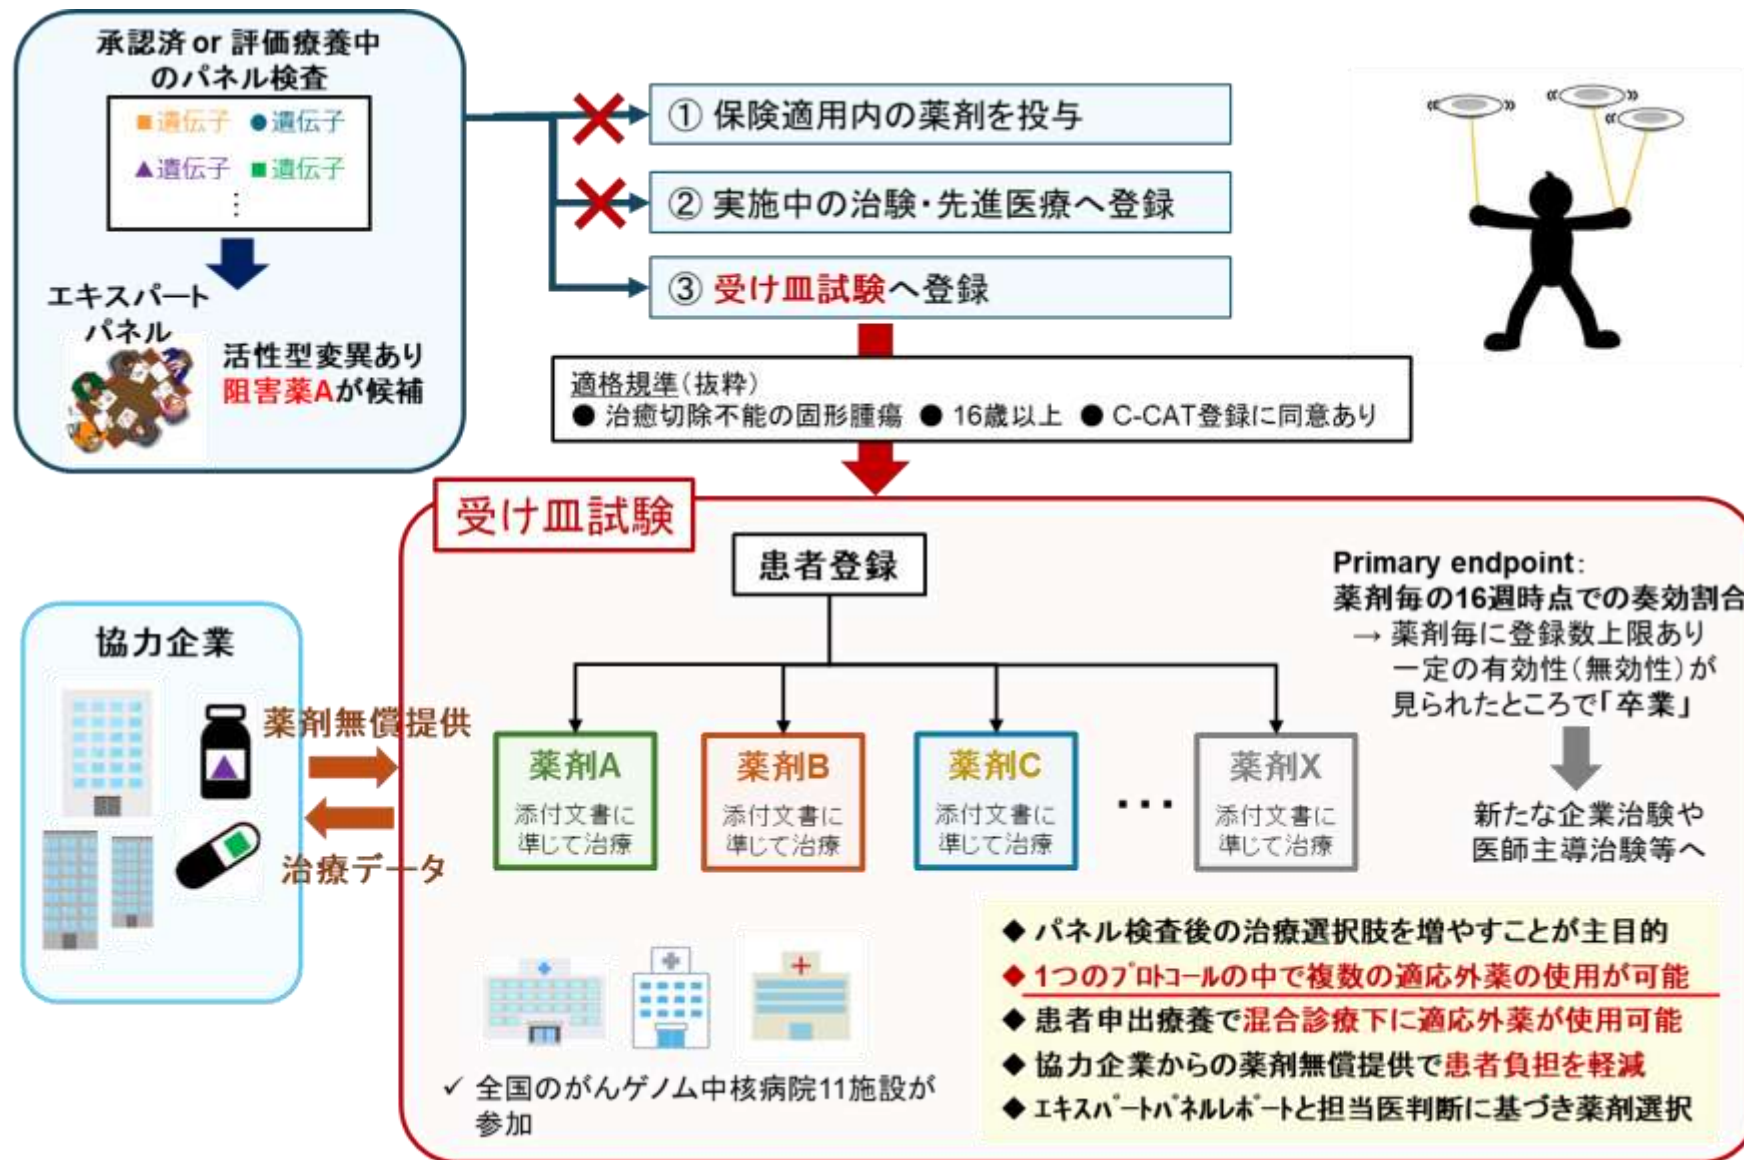 承認済 or 評価療養中
のパネル検査
■遺伝子 ●遺伝子
▲遺伝子 ■遺伝子
⋮
エキスパート
パネル
活性型変異あり
阻害薬Aが候補
① 保険適用内の薬剤を投与
② 実施中の治験・先進医療へ登録
③ 受け皿試験へ登録
適格規準（抜粋）
● 治癒切除不能の固形腫瘍 ● 16歳以上 ● C-CAT登録に同意あり
受け皿試験
患者登録
薬剤A
添付文書に
準じて治療
薬剤B
添付文書に
準じて治療
薬剤C
添付文書に
準じて治療
…
薬剤X
添付文書に
準じて治療
Primary endpoint:
薬剤毎の16週時点での奏効割合
→ 薬剤毎に登録数上限あり
一定の有効性（無効性）が
見られたところで「卒業」
新たな企業治験や
医師主導治験等へ
協力企業
薬剤無償提供
治療データ
✓ 全国のがんゲノム中核病院11施設が
参加
◆ パネル検査後の治療選択肢を増やすことが主目的
◆ 1つのﾌﾟﾛﾄｺｰﾙの中で複数の適応外薬の使用が可能
◆ 患者申出療養で混合診療下に適応外薬が使用可能
◆ 協力企業からの薬剤無償提供で患者負担を軽減
◆ ｴｷｽﾊﾟｰﾄﾊﾟﾈﾙﾚﾎﾟｰﾄと担当医判断に基づき薬剤選択